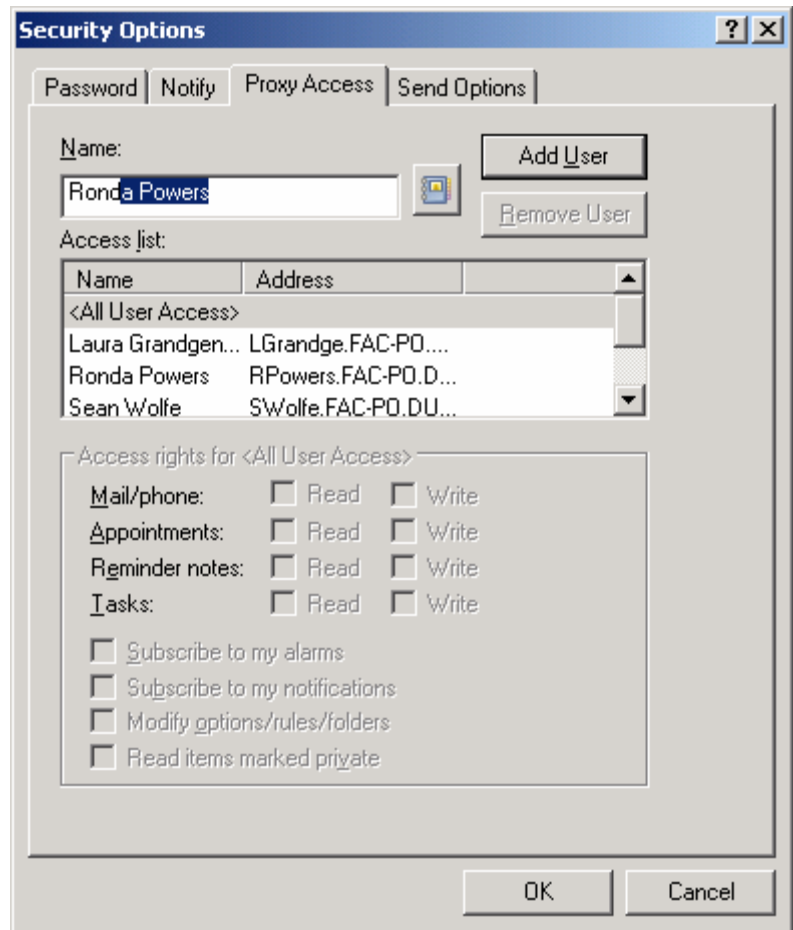 Security Options
Password Notify Proxy Access Send Options
Name:
Add User
Ronda Powers
Remove User
Access list:
Name Address
<All User Access>
Laura Grandgen... LGrandge.FAC-PO....
Ronda Powers RPowers.FAC-PO.D...
Sean Wolfe SWolfe.FAC-PO.DU...
Access rights for <All User Access>
Mail/phone: Read Write
Appointments: Read Write
Reminder notes: Read Write
Tasks: Read Write
Subscribe to my alarms
Subscribe to my notifications
Modify options/rules/folders
Read items marked private
OK Cancel